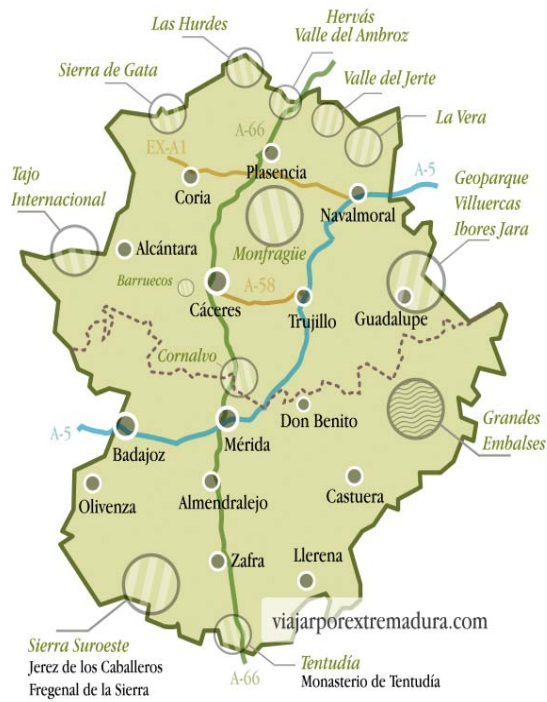 Hervás
Valle del Ambroz
Las Hurdes
Sierra de Gata
Valle del Jerte
La Vera
A-66
EX-A1
Plasencia
A-5
Coria
Navalmoral
Geoparque
Villuercas
Ibores Jara
Tajo
Internacional
Alcántara
Monfragüe
Barruecos
A-58
Cáceres
Trujillo
Guadalupe
Cornalvo
Don Benito
Grandes
Embalses
A-5
Mérida
Badajoz
Castuera
Olivenza
Almendralejo
Zafra
Llerena
viajarporextremadura.com
Sierra Suroeste
Jerez de los Caballeros
Fregenal de la Sierra
Tentudía
Monasterio de Tentudía
A-66